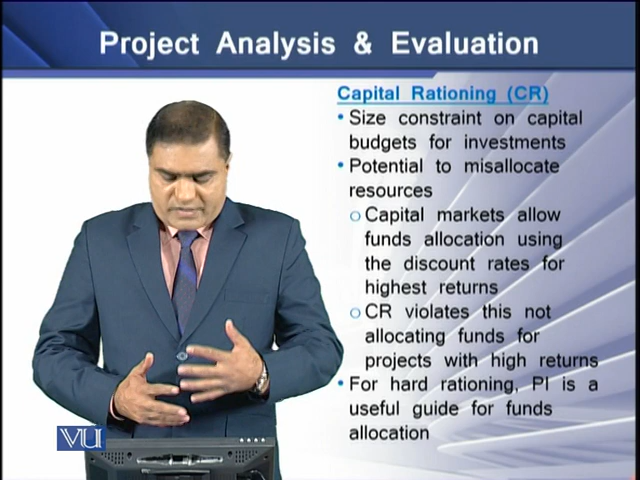 Project Analysis & Evaluation
Capital Rationing (CR)
• Size constraint on capital
budgets for investments
• Potential to misallocate
resources
o Capital markets allow
funds allocation using
the discount rates for
highest returns
o CR violates this not
allocating funds for
projects with high returns
• For hard rationing, PI is a
useful guide for funds
allocation
VU